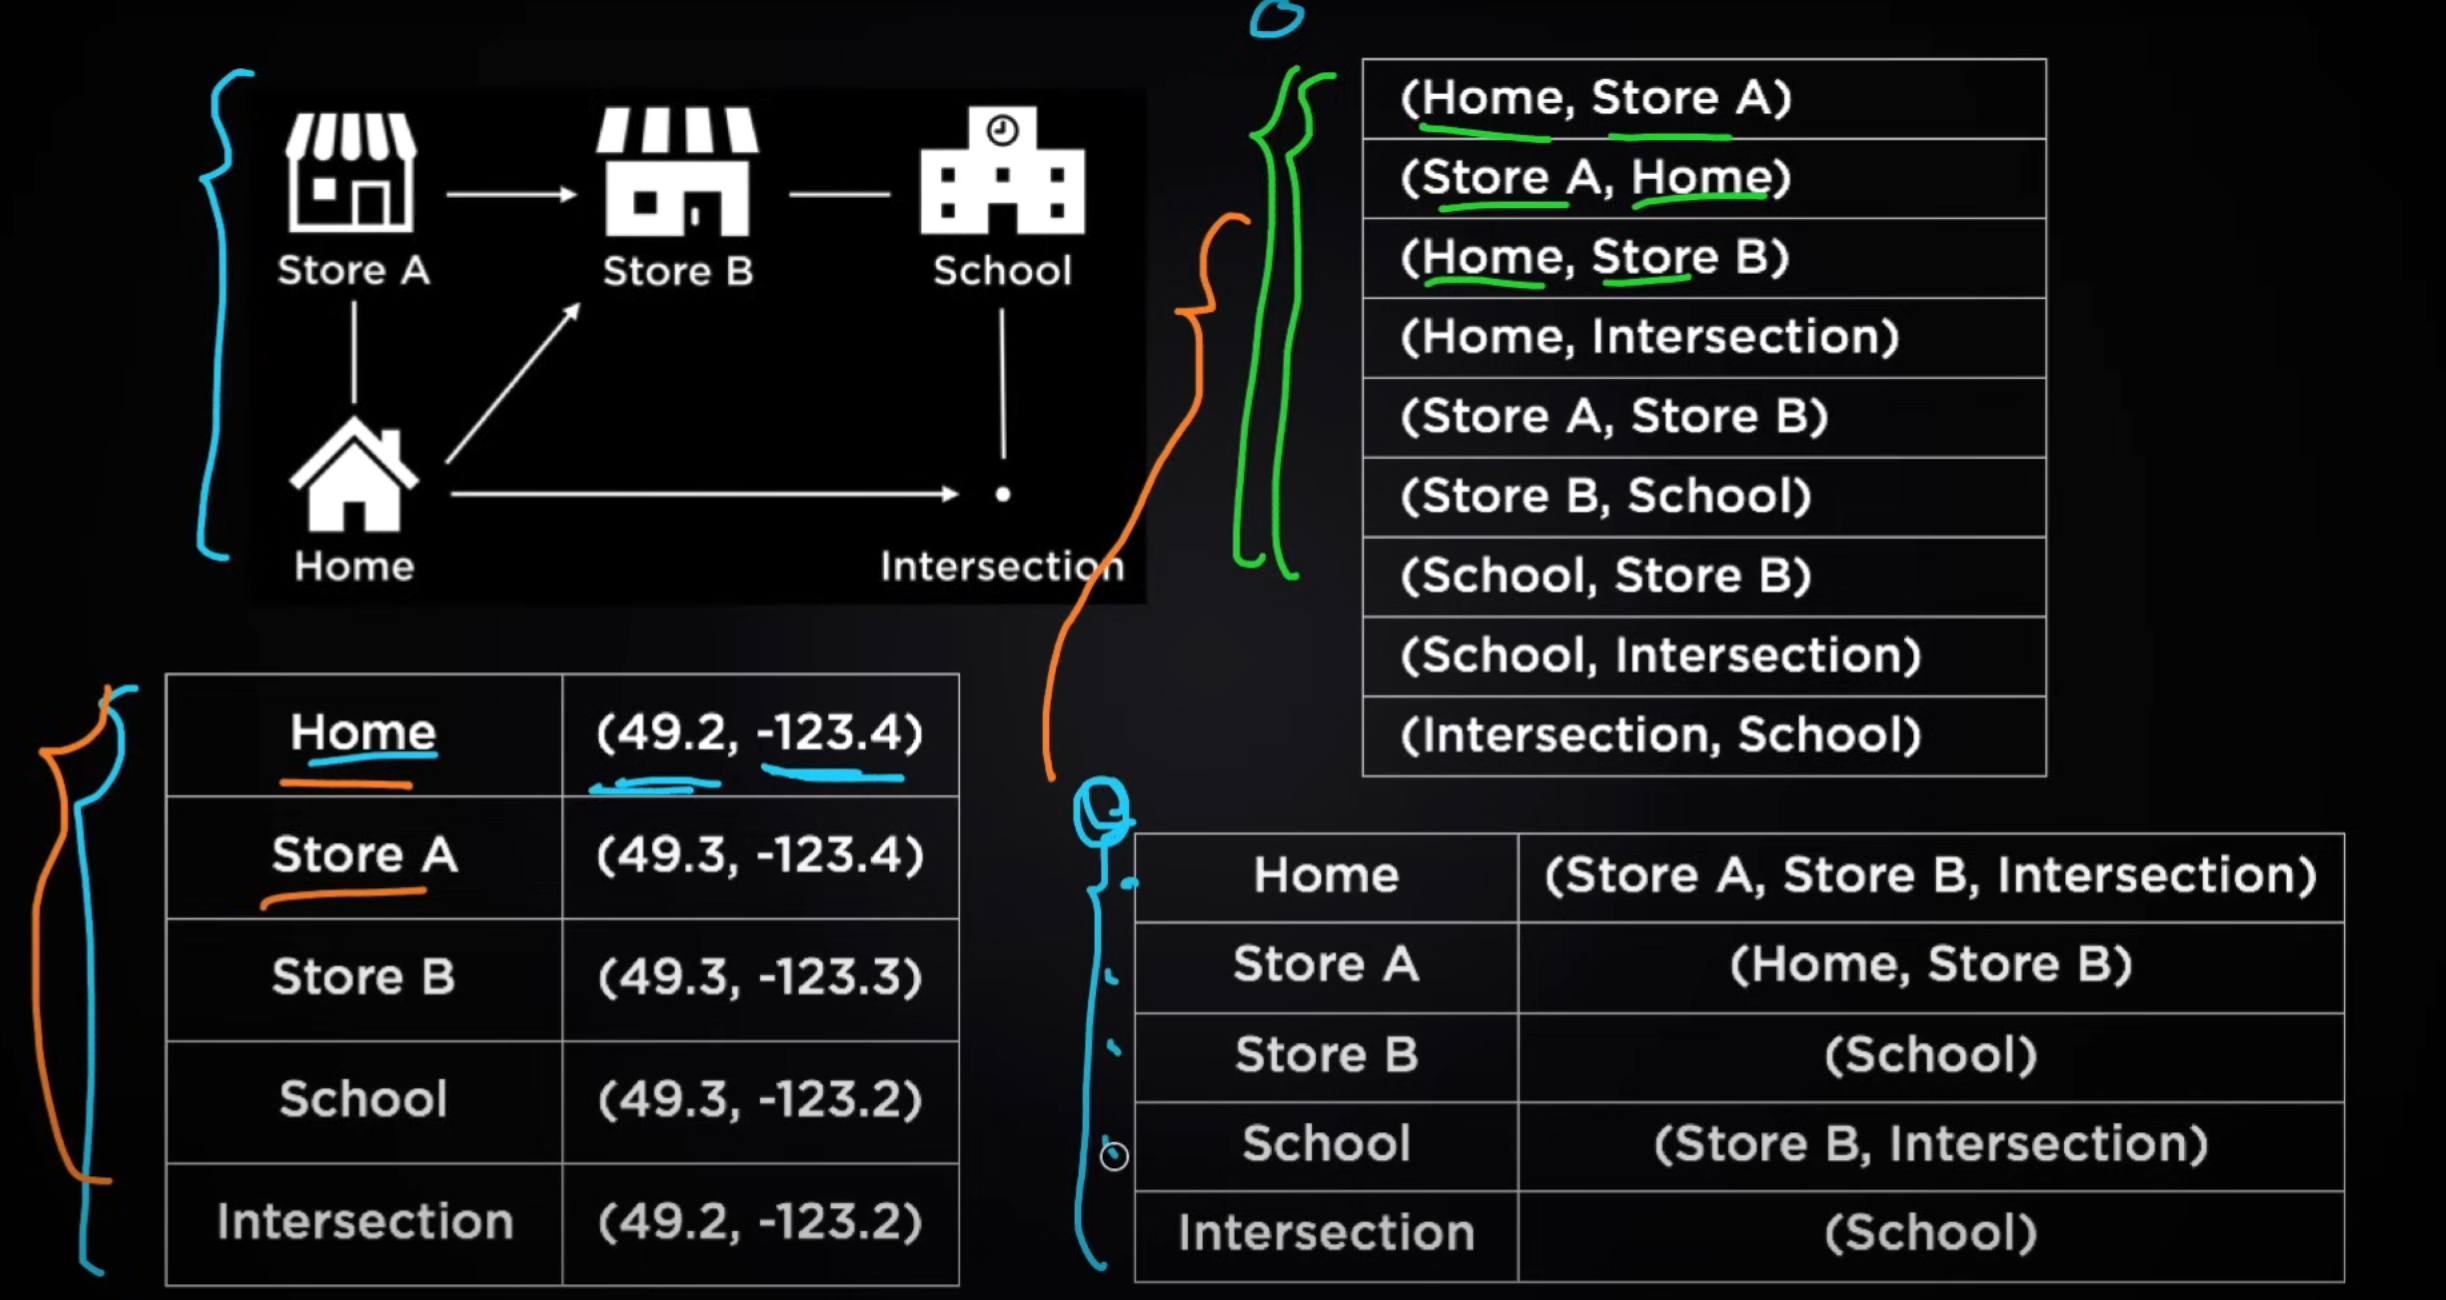 Store A
Store B
School
Home
Intersection
(Home, Store A)
(Store A, Home)
(Home, Store B)
(Home, Intersection)
(Store A, Store B)
(Store B, School)
(School, Store B)
(School, Intersection)
(Intersection, School)
Home (49.2, -123.4)
Store A (49.3, -123.4)
Store B (49.3, -123.3)
School (49.3, -123.2)
Intersection (49.2, -123.2)
Home (Store A, Store B, Intersection)
Store A (Home, Store B)
Store B (School)
School (Store B, Intersection)
Intersection (School)